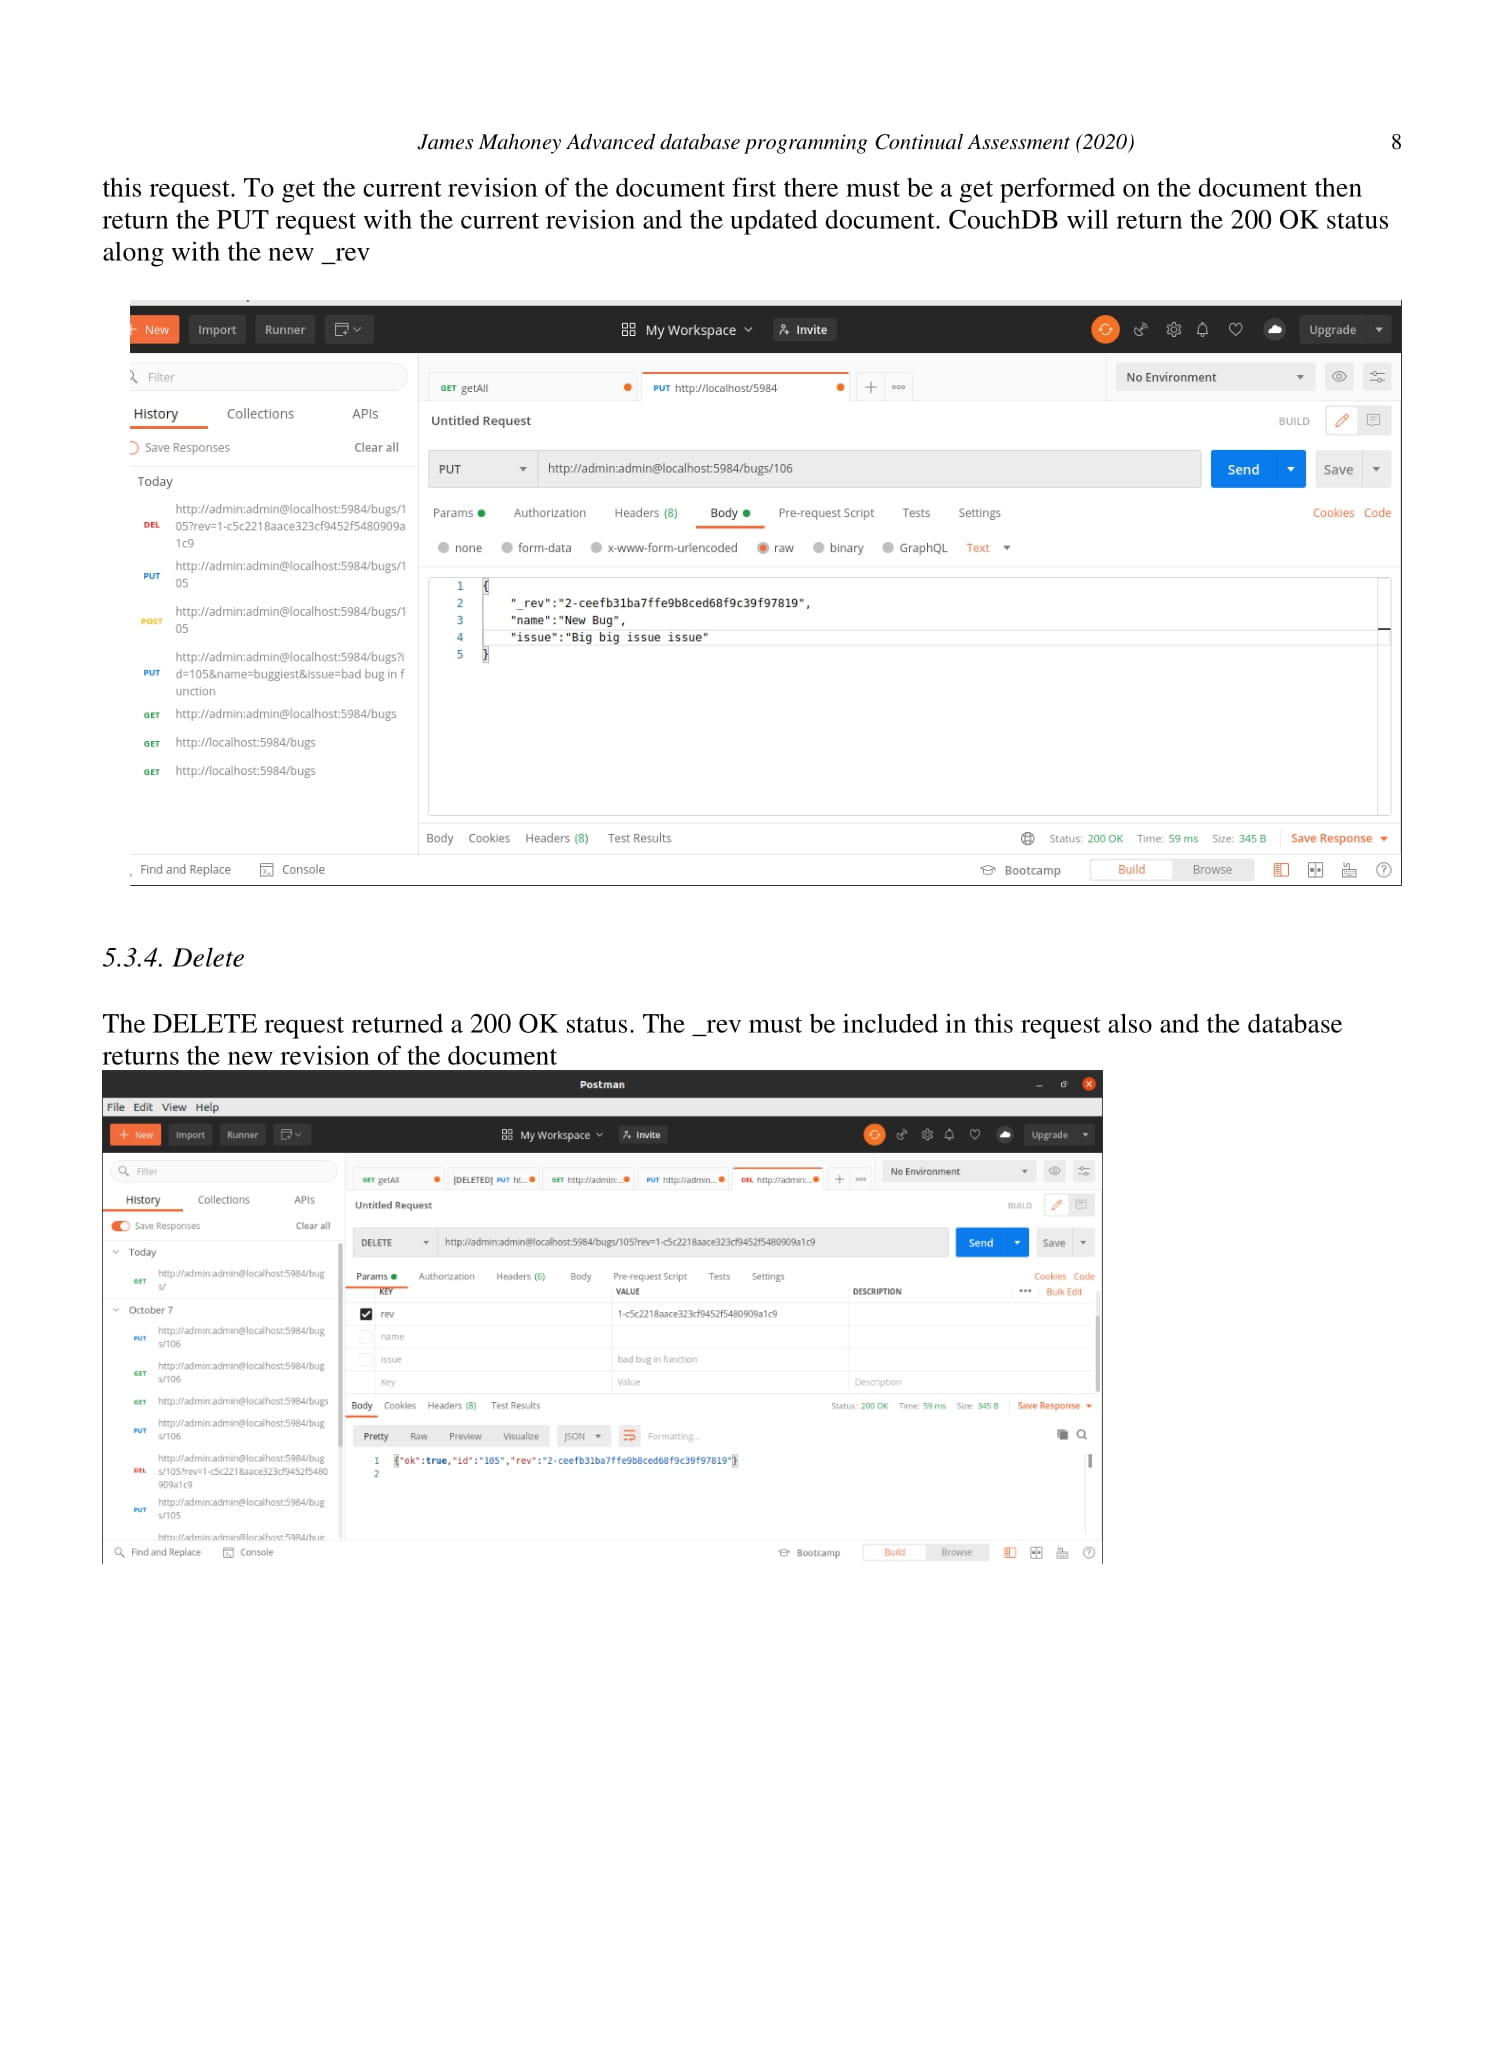 James Mahoney Advanced database programming Continual Assessment (2020) 8
this request. To get the current revision of the document first there must be a get performed on the document then
return the PUT request with the current revision and the updated document. CouchDB will return the 200 OK status
along with the new _rev
New Import Runner My Workspace Invite Upgrade
Filter
GET getAll PUT http://localhost/5984 No Environment
History Collections APIs
Untitled Request BUILD
Save Responses Clear all
PUT http://admin:admin@localhost:5984/bugs/106 Send Save
Today
DEL http://admin:admin@localhost:5984/bugs/1
05?rev=1-c5c2218aace323cf9452f5480909a
1c9
PUT http://admin:admin@localhost:5984/bugs/1
05
POST http://admin:admin@localhost:5984/bugs/1
05
PUT http://admin:admin@localhost:5984/bugs?i
d=105&name=buggiest&issue=bad bug in f
unction
GET http://admin:admin@localhost:5984/bugs
GET http://localhost:5984/bugs
GET http://localhost:5984/bugs
Params Authorization Headers (8) Body Pre-request Script Tests Settings Cookies Code
none form-data x-www-form-urlencoded raw binary GraphQL Text
1 {
2 "_rev":"2-ceefb31ba7ffe9b8ced68f9c39f97819",
3 "name":"New Bug",
4 "issue":"Big big issue issue"
5 }
Body Cookies Headers (8) Test Results Status: 200 OK Time: 59 ms Size: 345 B Save Response
Find and Replace Console Bootcamp Build Browse
5.3.4. Delete
The DELETE request returned a 200 OK status. The _rev must be included in this request also and the database
returns the new revision of the document
Postman
File Edit View Help
New Import Runner My Workspace Invite Upgrade
Filter
GET getAll [DELETED] PUT ht... GET http://admin:... PUT http://admin... DEL http://admin:... No Environment
History Collections APIs
Untitled Request BUILD
Save Responses Clear all
DELETE http://admin:admin@localhost:5984/bugs/105?rev=1-c5c2218aace323cf9452f5480909a1c9 Send Save
Today
GET http://admin:admin@localhost:5984/bug
s/
October 7
PUT http://admin:admin@localhost:5984/bug
s/106
GET http://admin:admin@localhost:5984/bug
s/106
GET http://admin:admin@localhost:5984/bugs
PUT http://admin:admin@localhost:5984/bug
s/106
DEL http://admin:admin@localhost:5984/bug
s/105?rev=1-c5c2218aace323cf9452f5480
909a1c9
PUT http://admin:admin@localhost:5984/bug
s/105
http://admin:admin@localhost:5984/bug
Params Authorization Headers (6) Body Pre-request Script Tests Settings Cookies Code
KEY VALUE DESCRIPTION Bulk Edit
rev 1-c5c2218aace323cf9452f5480909a1c9
name
issue bad bug in function
Key Value Description
Body Cookies Headers (8) Test Results Status: 200 OK Time: 59 ms Size: 345 B Save Response
Pretty Raw Preview Visualize JSON Formatting...
1 {"ok":true,"id":"105","rev":"2-ceefb31ba7ffe9b8ced68f9c39f97819"}
2
Find and Replace Console Bootcamp Build Browse